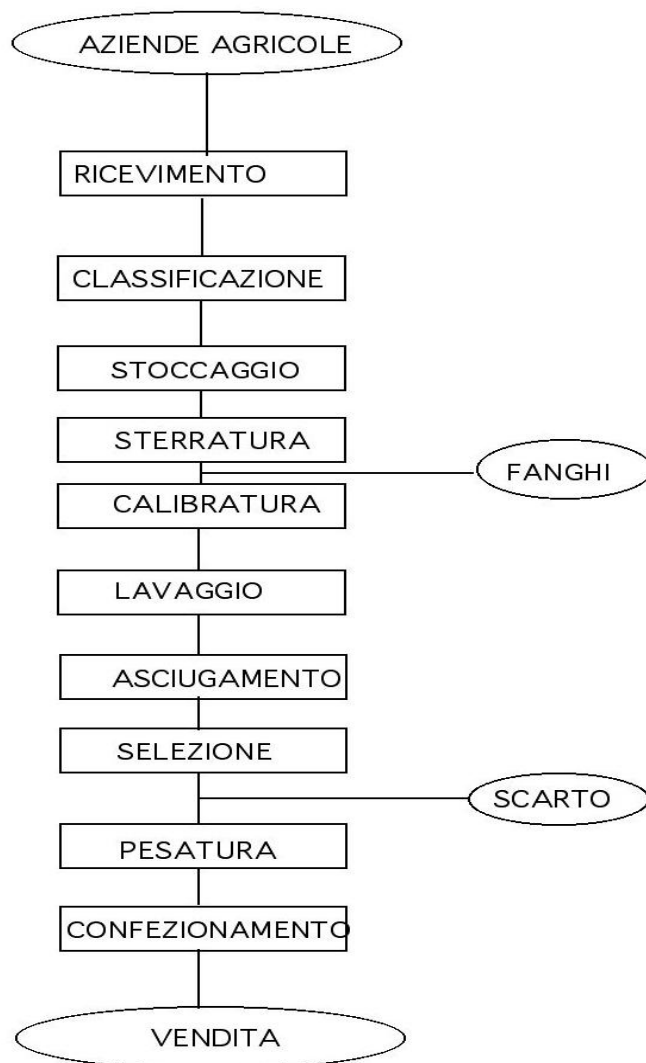 AZIENDE AGRICOLE
RICEVIMENTO
CLASSIFICAZIONE
STOCCAGGIO
STERRATURA
FANGHI
CALIBRATURA
LAVAGGIO
ASCIUGAMENTO
SELEZIONE
SCARTO
PESATURA
CONFEZIONAMENTO
VENDITA